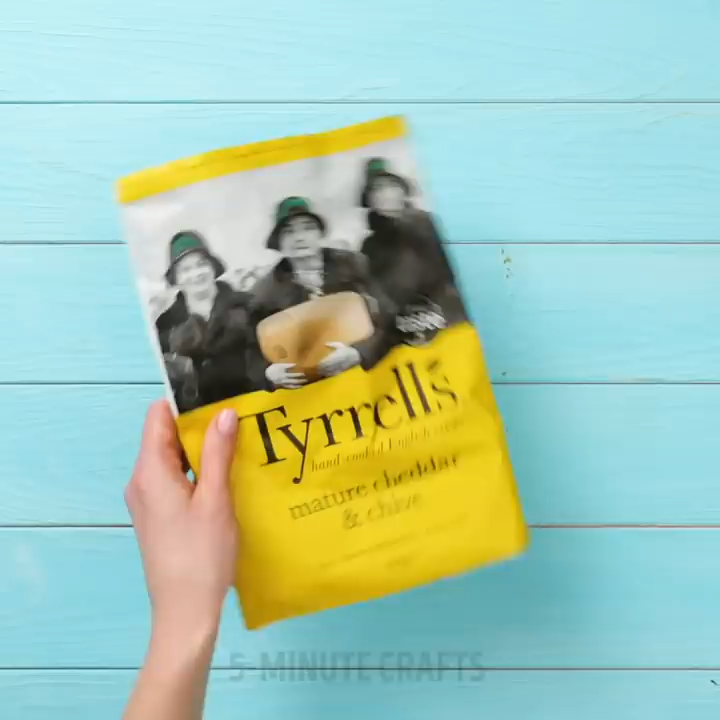 Tyrrells
hand-cooked English crisps
mature cheddar
& chive
5-MINUTE CRAFTS